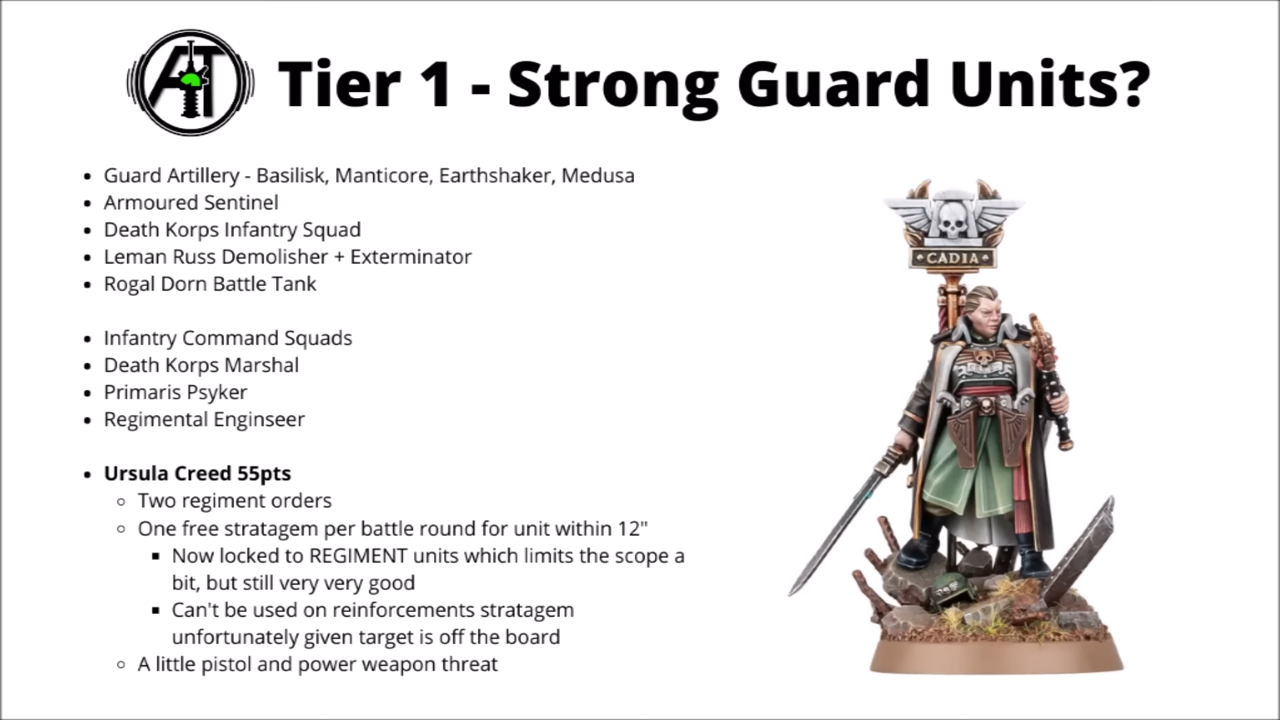 AT
Tier 1 - Strong Guard Units?
• Guard Artillery - Basilisk, Manticore, Earthshaker, Medusa
• Armoured Sentinel
• Death Korps Infantry Squad
• Leman Russ Demolisher + Exterminator
• Rogal Dorn Battle Tank
• Infantry Command Squads
• Death Korps Marshal
• Primaris Psyker
• Regimental Enginseer
• Ursula Creed 55pts
◦ Two regiment orders
◦ One free stratagem per battle round for unit within 12"
▪ Now locked to REGIMENT units which limits the scope a
bit, but still very very good
▪ Can't be used on reinforcements stratagem
unfortunately given target is off the board
◦ A little pistol and power weapon threat
CADIA